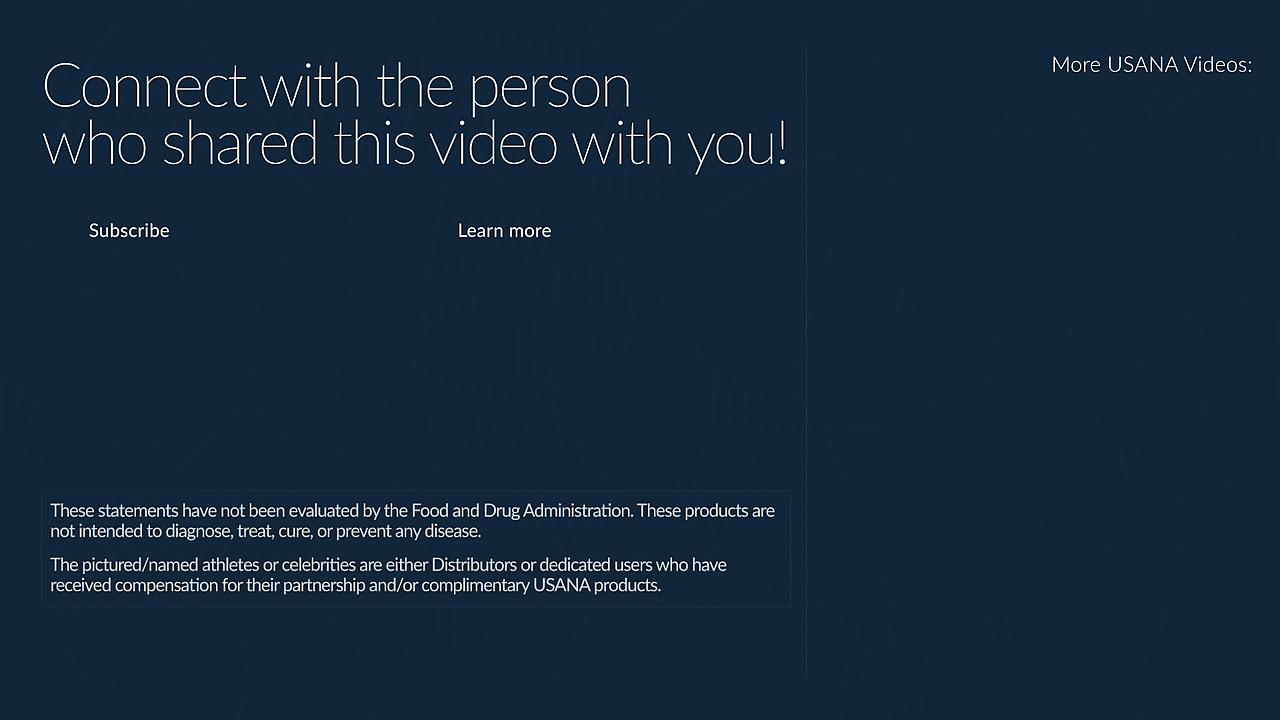 Connect with the person
who shared this video with you!
More USANA Videos:
Subscribe
Learn more
These statements have not been evaluated by the Food and Drug Administration. These products are
not intended to diagnose, treat, cure, or prevent any disease.
The pictured/named athletes or celebrities are either Distributors or dedicated users who have
received compensation for their partnership and/or complimentary USANA products.